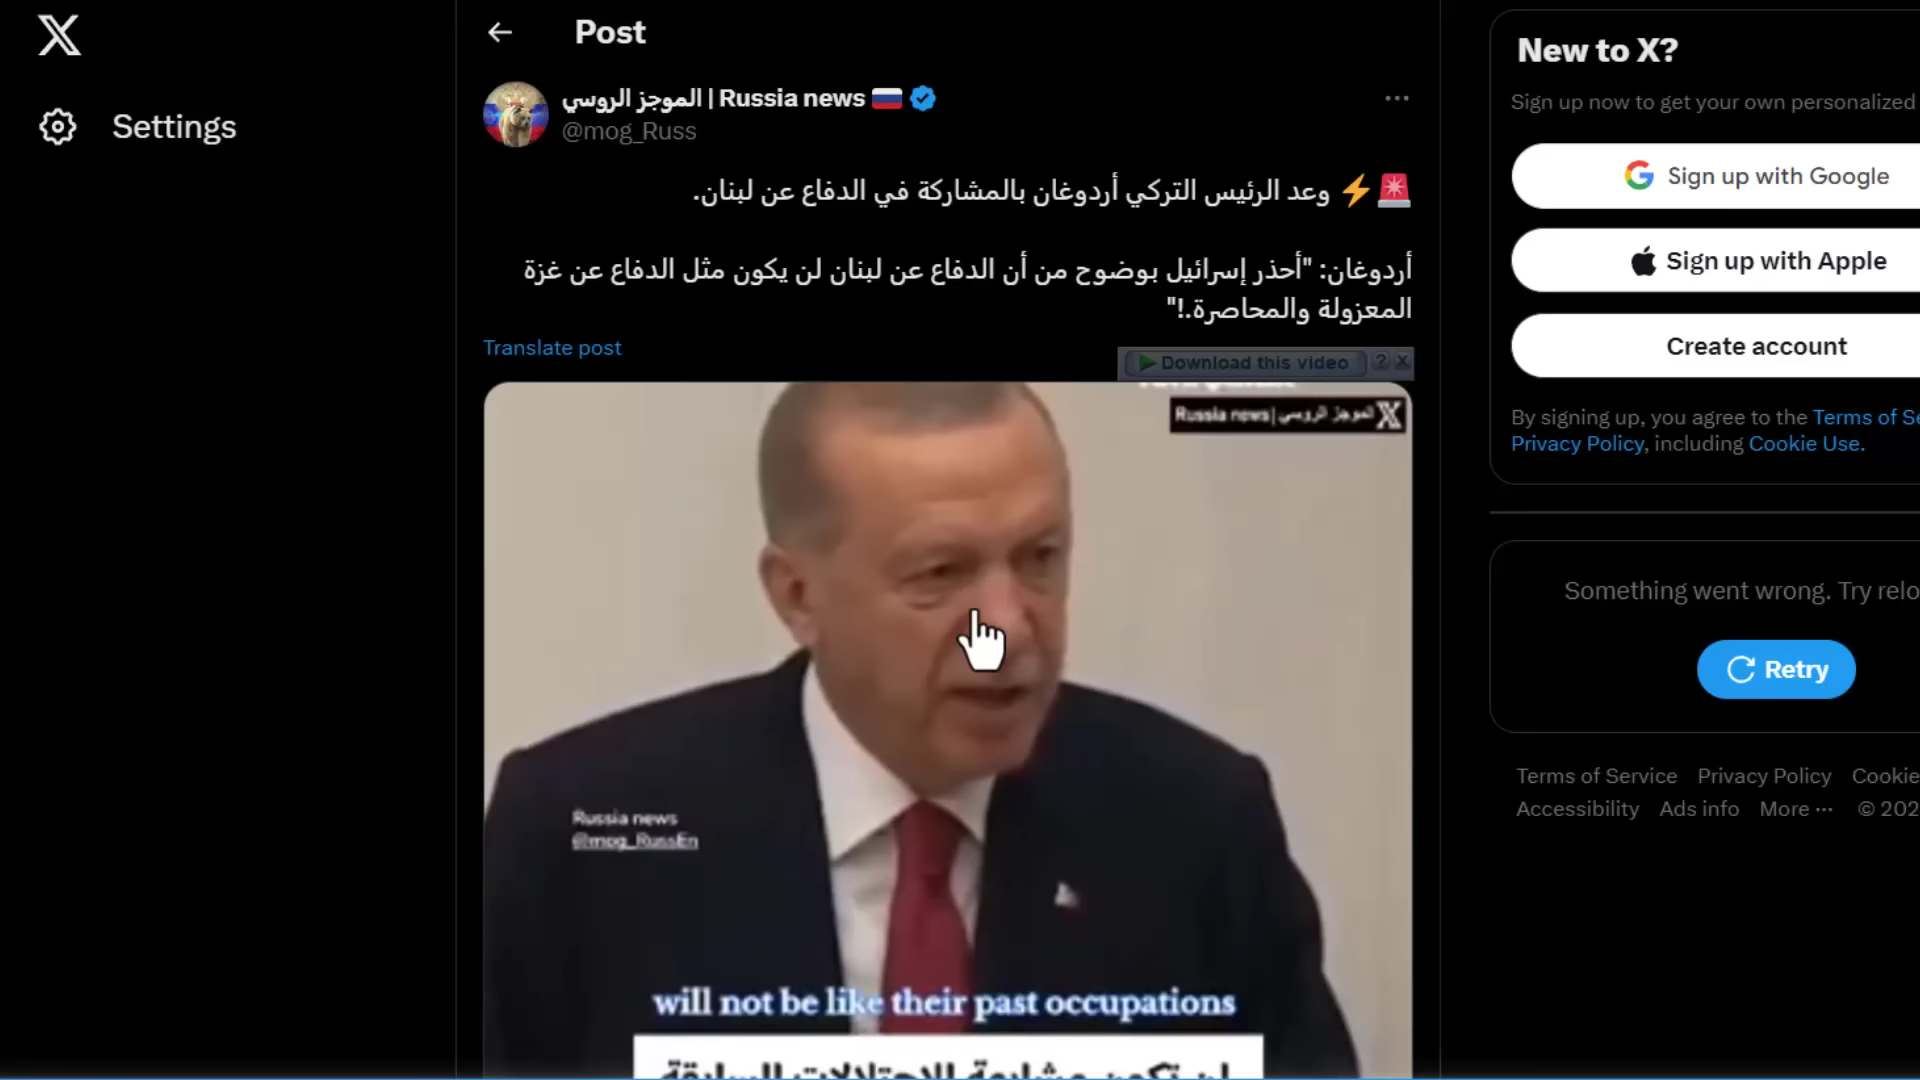 Post
Settings
الموجز الروسي | Russia news
@mog_Russ
وعد الرئيس التركي أردوغان بالمشاركة في الدفاع عن لبنان.
أردوغان: "أحذر إسرائيل بوضوح من أن الدفاع عن لبنان لن يكون مثل الدفاع عن غزة
المعزولة والمحاصرة.!"
Translate post
Download this video ? X
الموجز الروسي | Russia news
Russia news
@mog_RussEn
will not be like their past occupations
لن تكون مشابهة للاحتلالات السابقة
New to X?
Sign up now to get your own personalized
Sign up with Google
Sign up with Apple
Create account
By signing up, you agree to the Terms of Se
Privacy Policy, including Cookie Use.
Something went wrong. Try relo
Retry
Terms of Service Privacy Policy Cookie
Accessibility Ads info More ··· © 202